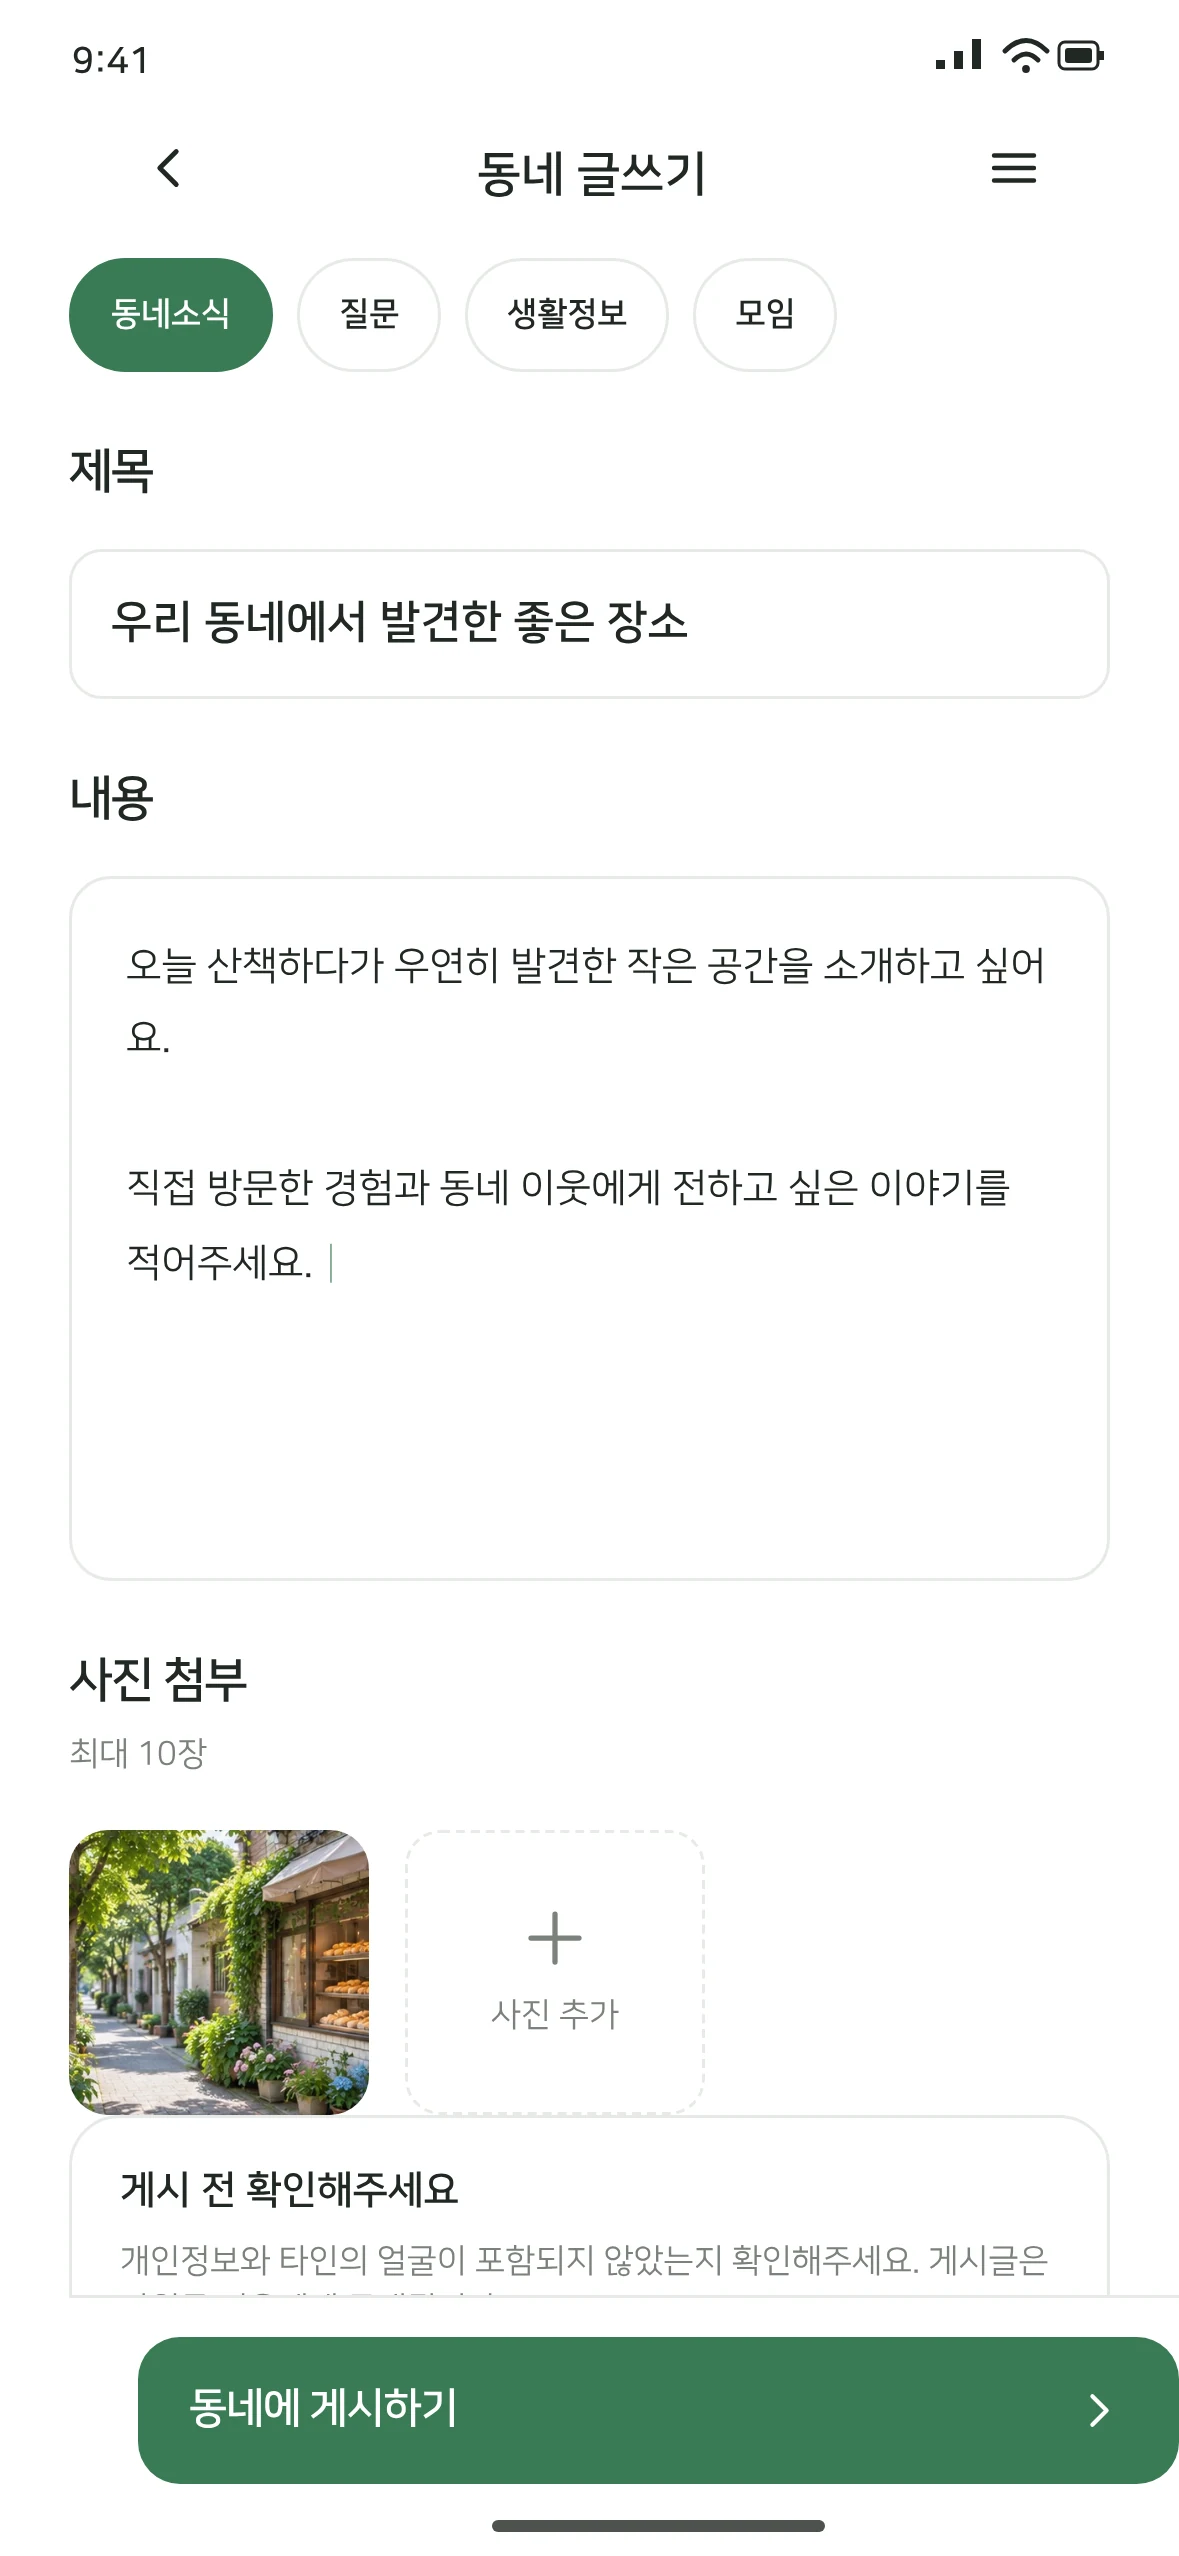 9:41
동네 글쓰기
동네소식 질문 생활정보 모임
제목
우리 동네에서 발견한 좋은 장소
내용
오늘 산책하다가 우연히 발견한 작은 공간을 소개하고 싶어
요.
직접 방문한 경험과 동네 이웃에게 전하고 싶은 이야기를
적어주세요.
사진 첨부
최대 10장
사진 추가
게시 전 확인해주세요
개인정보와 타인의 얼굴이 포함되지 않았는지 확인해주세요. 게시글은
동네에 게시하기